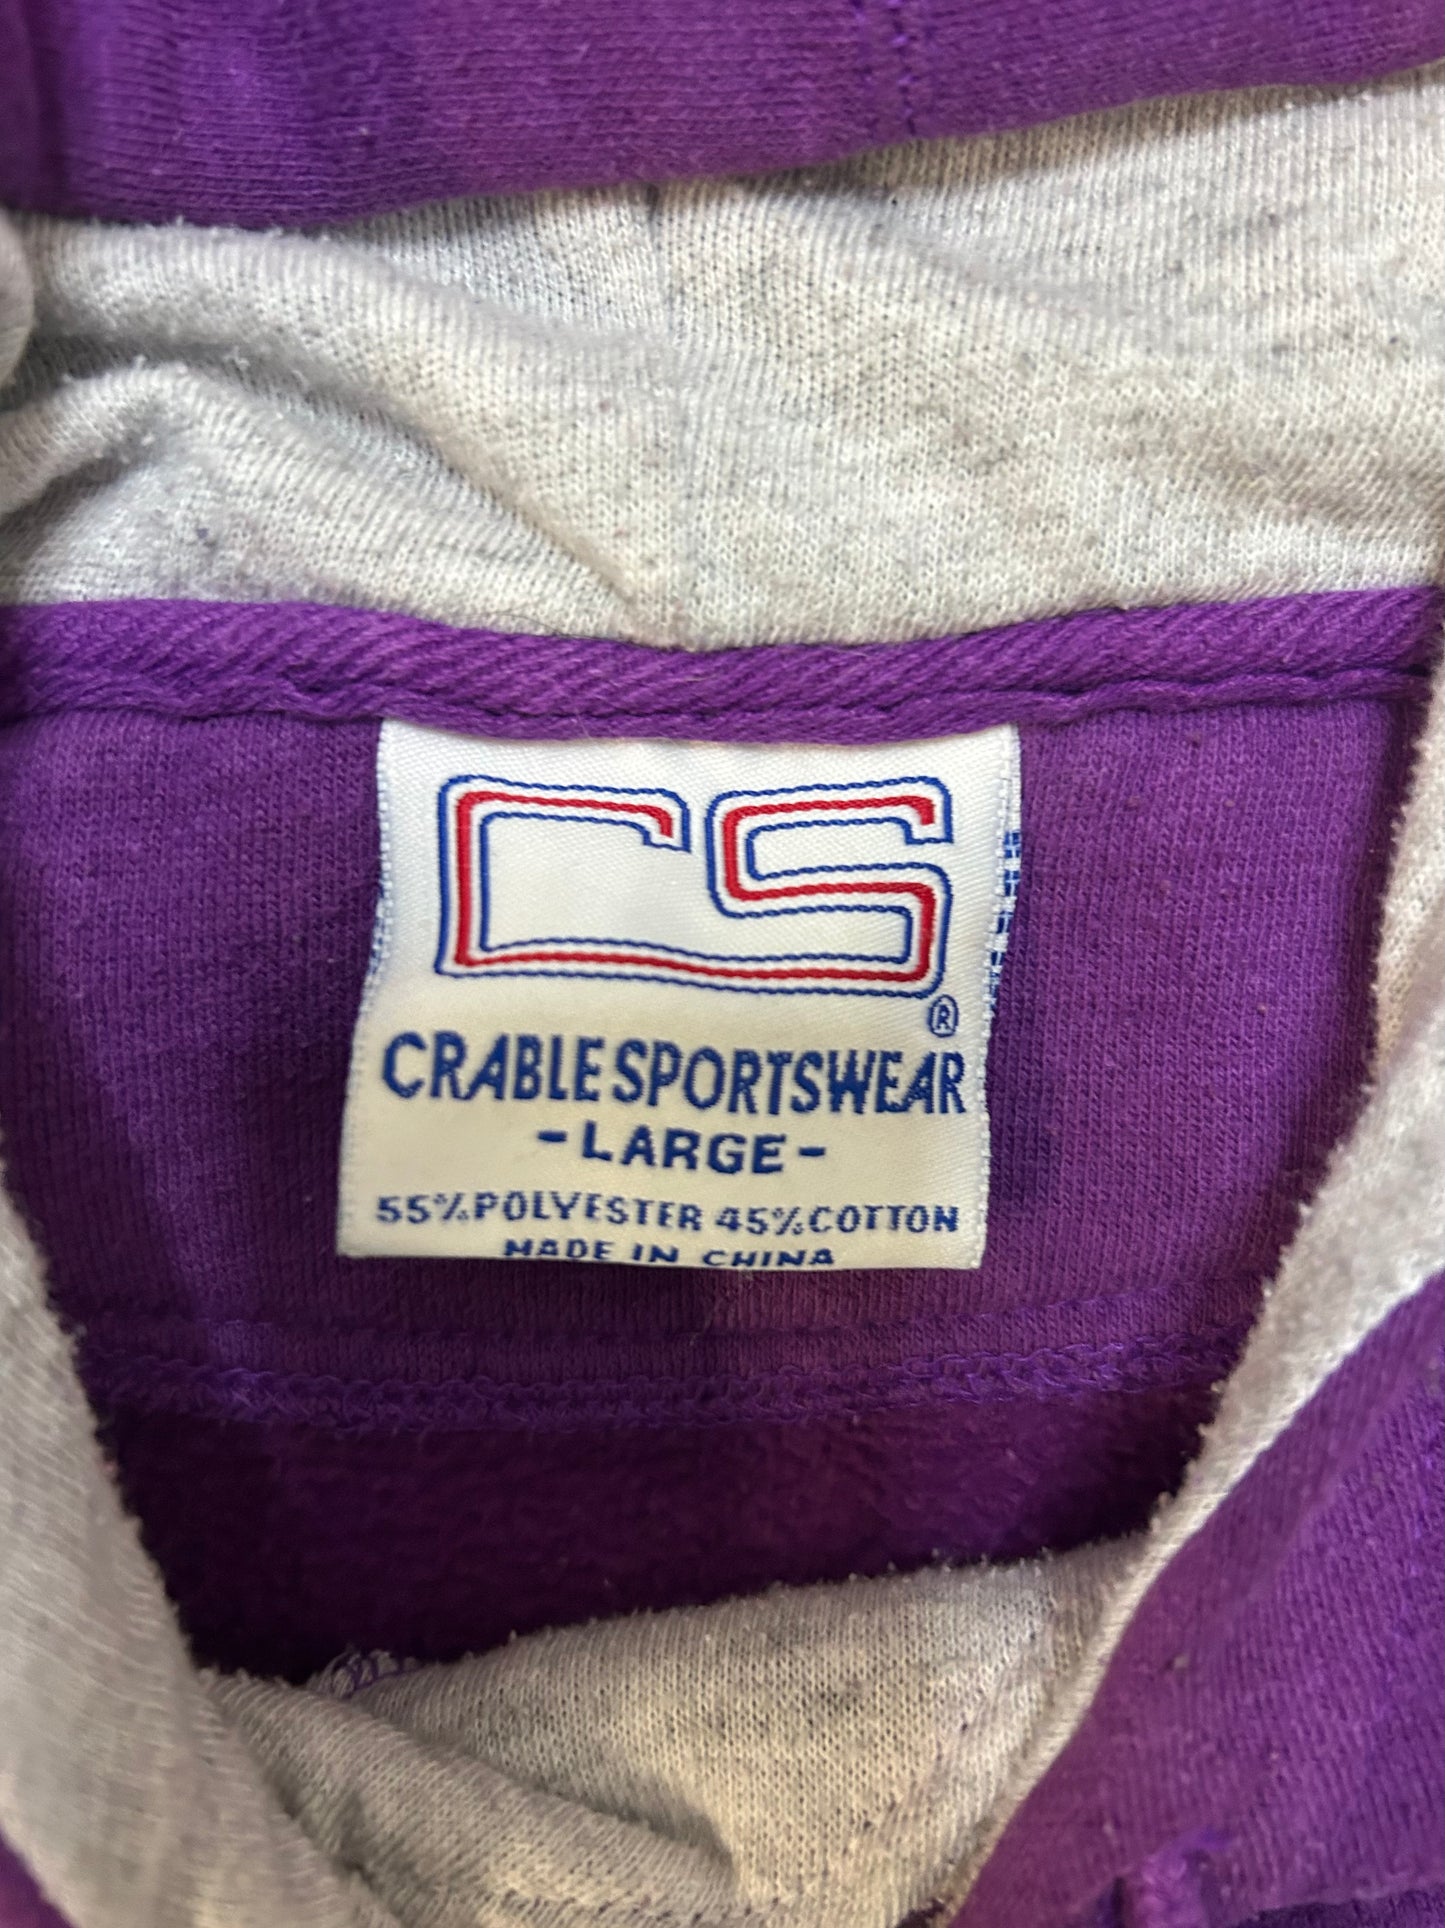 CS
®
CRABLE SPORTSWEAR
- LARGE -
55% POLYESTER 45% COTTON
MADE IN CHINA